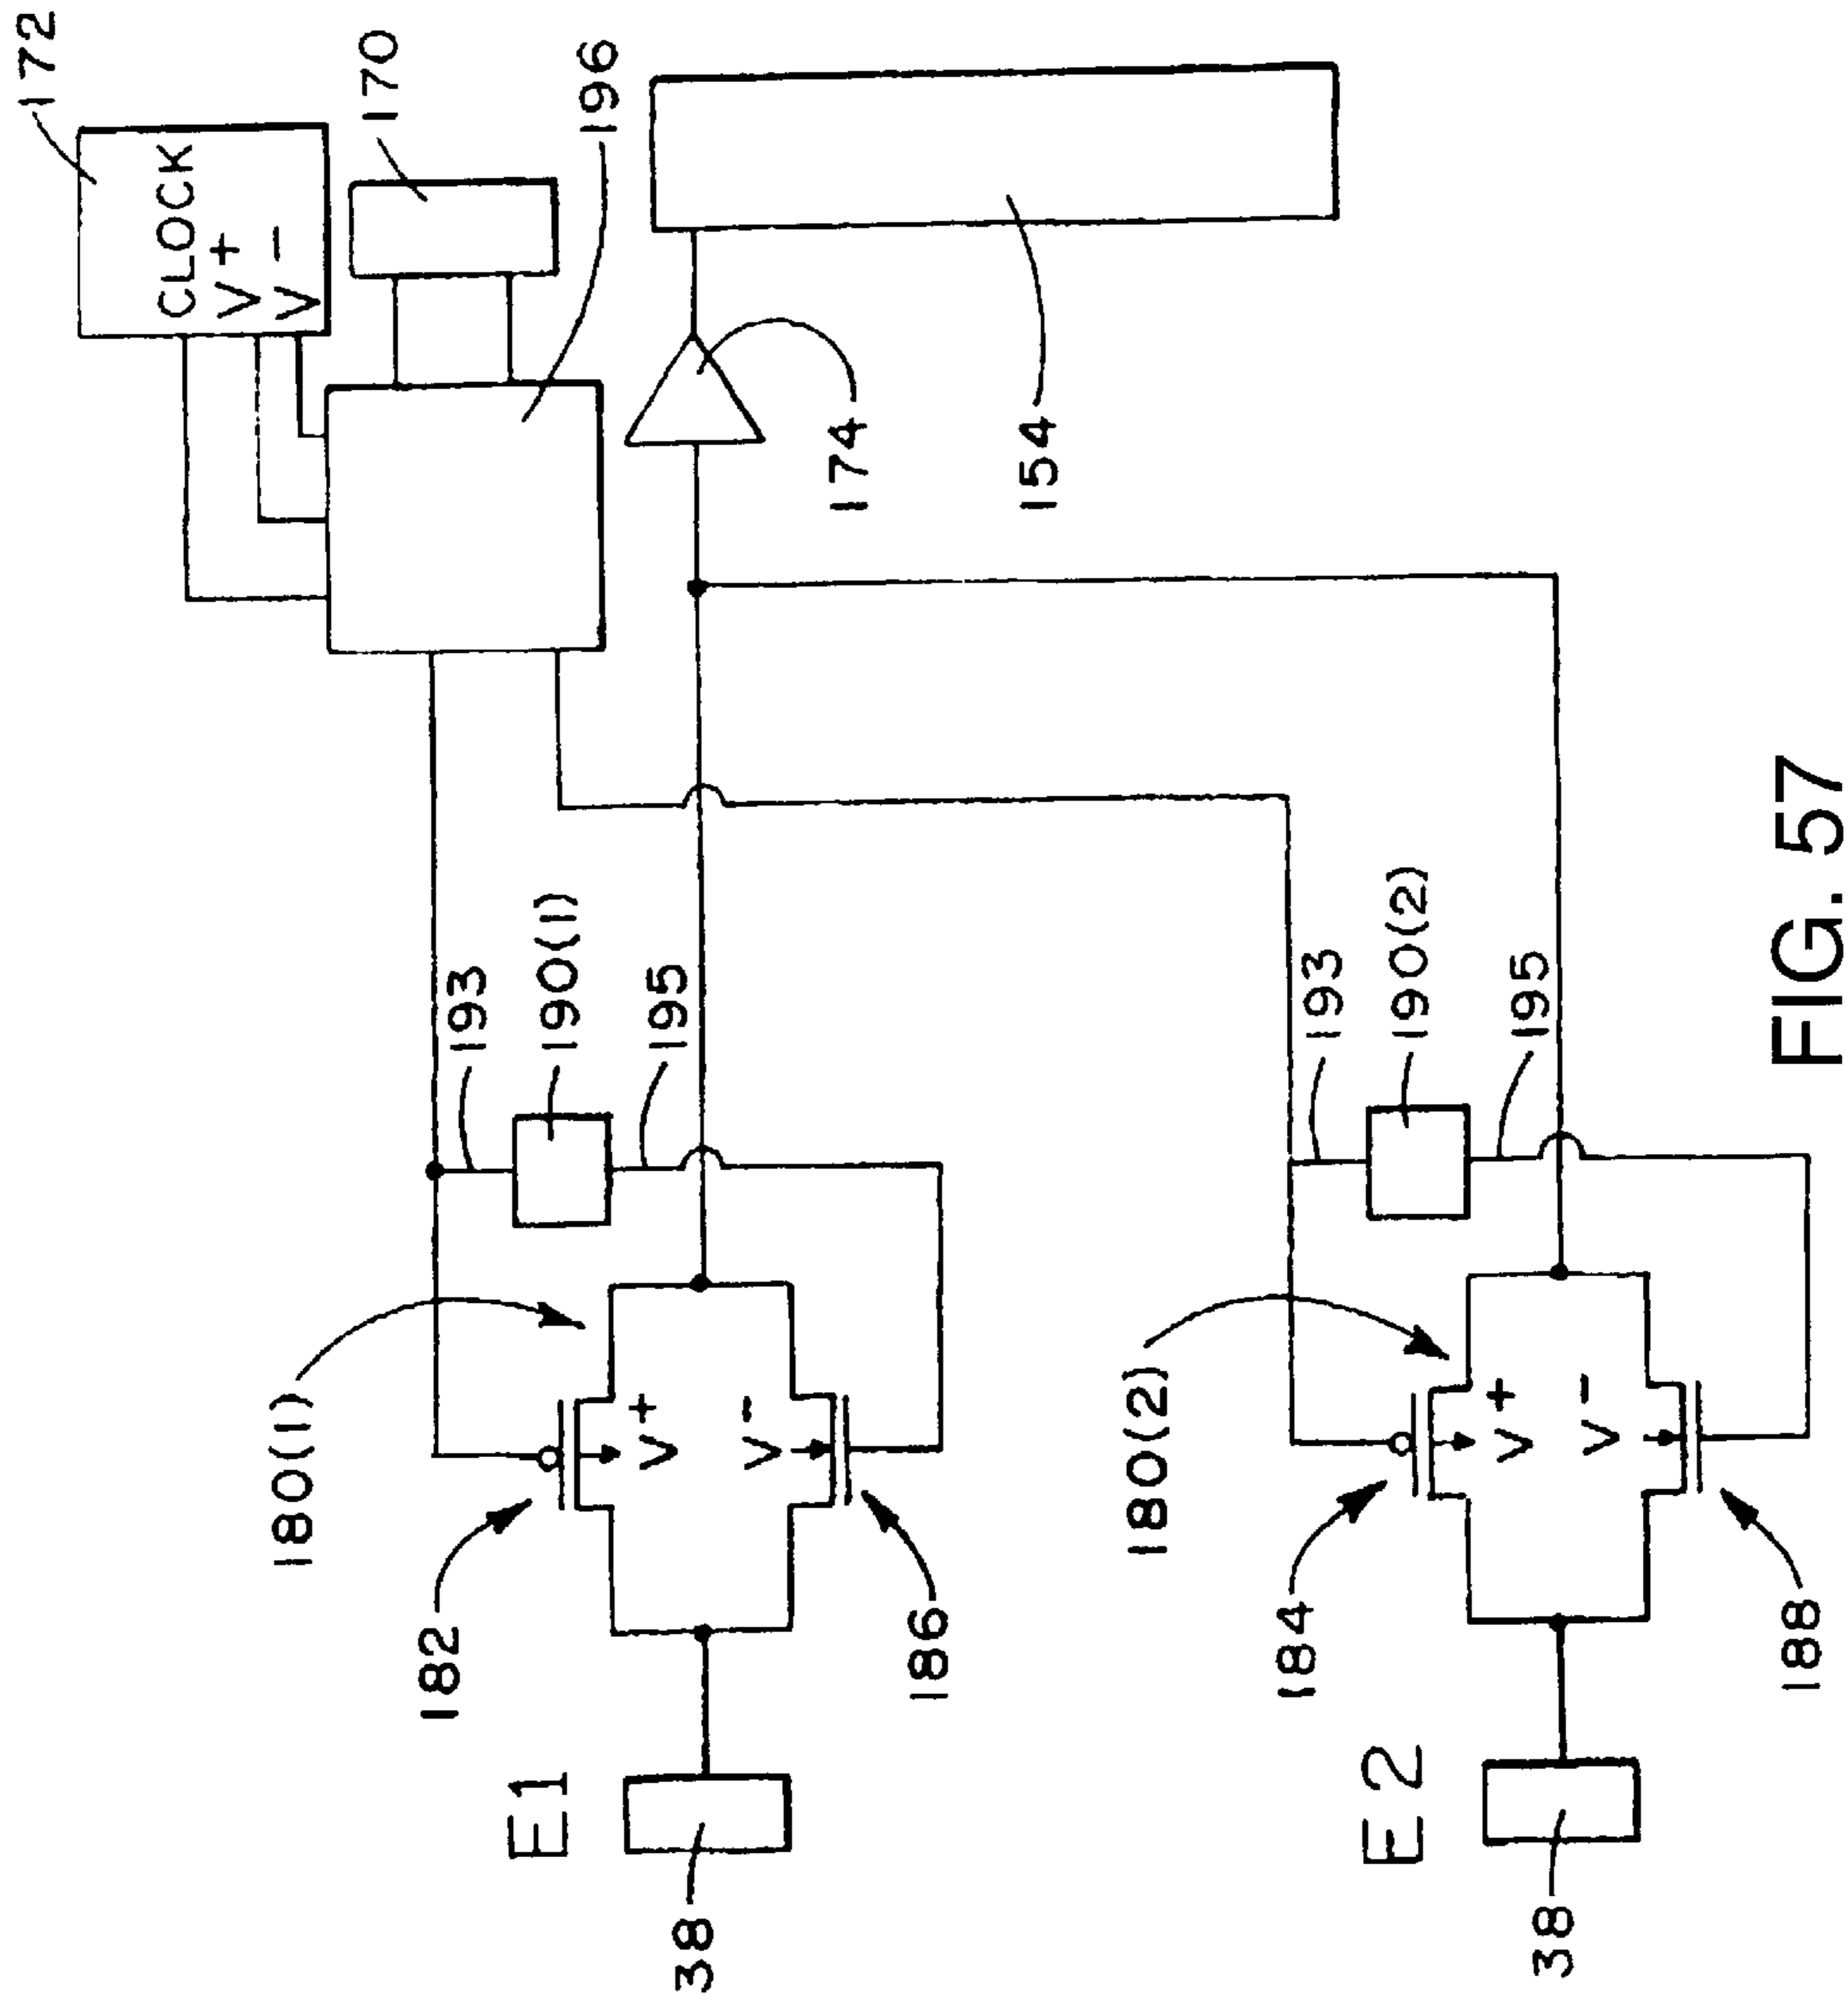 172
CLOCK
V+
V-
170
196
174
154
193
190(1)
195
180(1)
V+
V-
182
186
E1
38
193
190(2)
195
180(2)
V+
V-
184
188
E2
38
FIG. 57